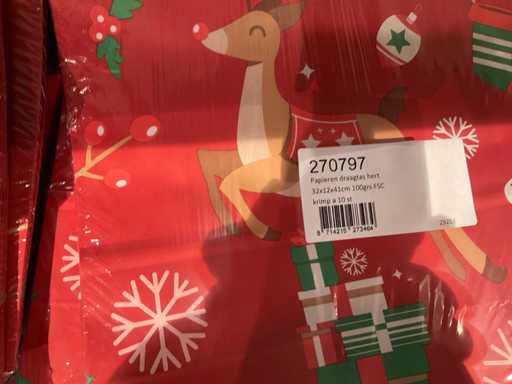 270797
Papieren draagtas hert
32x12x41cm 100grs FSC
krimp a 10 st
8 714215 273464